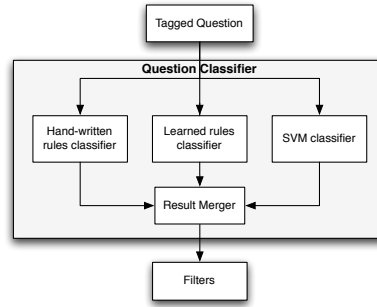 Tagged Question
Question Classifier
Hand-written
rules classifier
Learned rules
classifier
SVM classifier
Result Merger
Filters